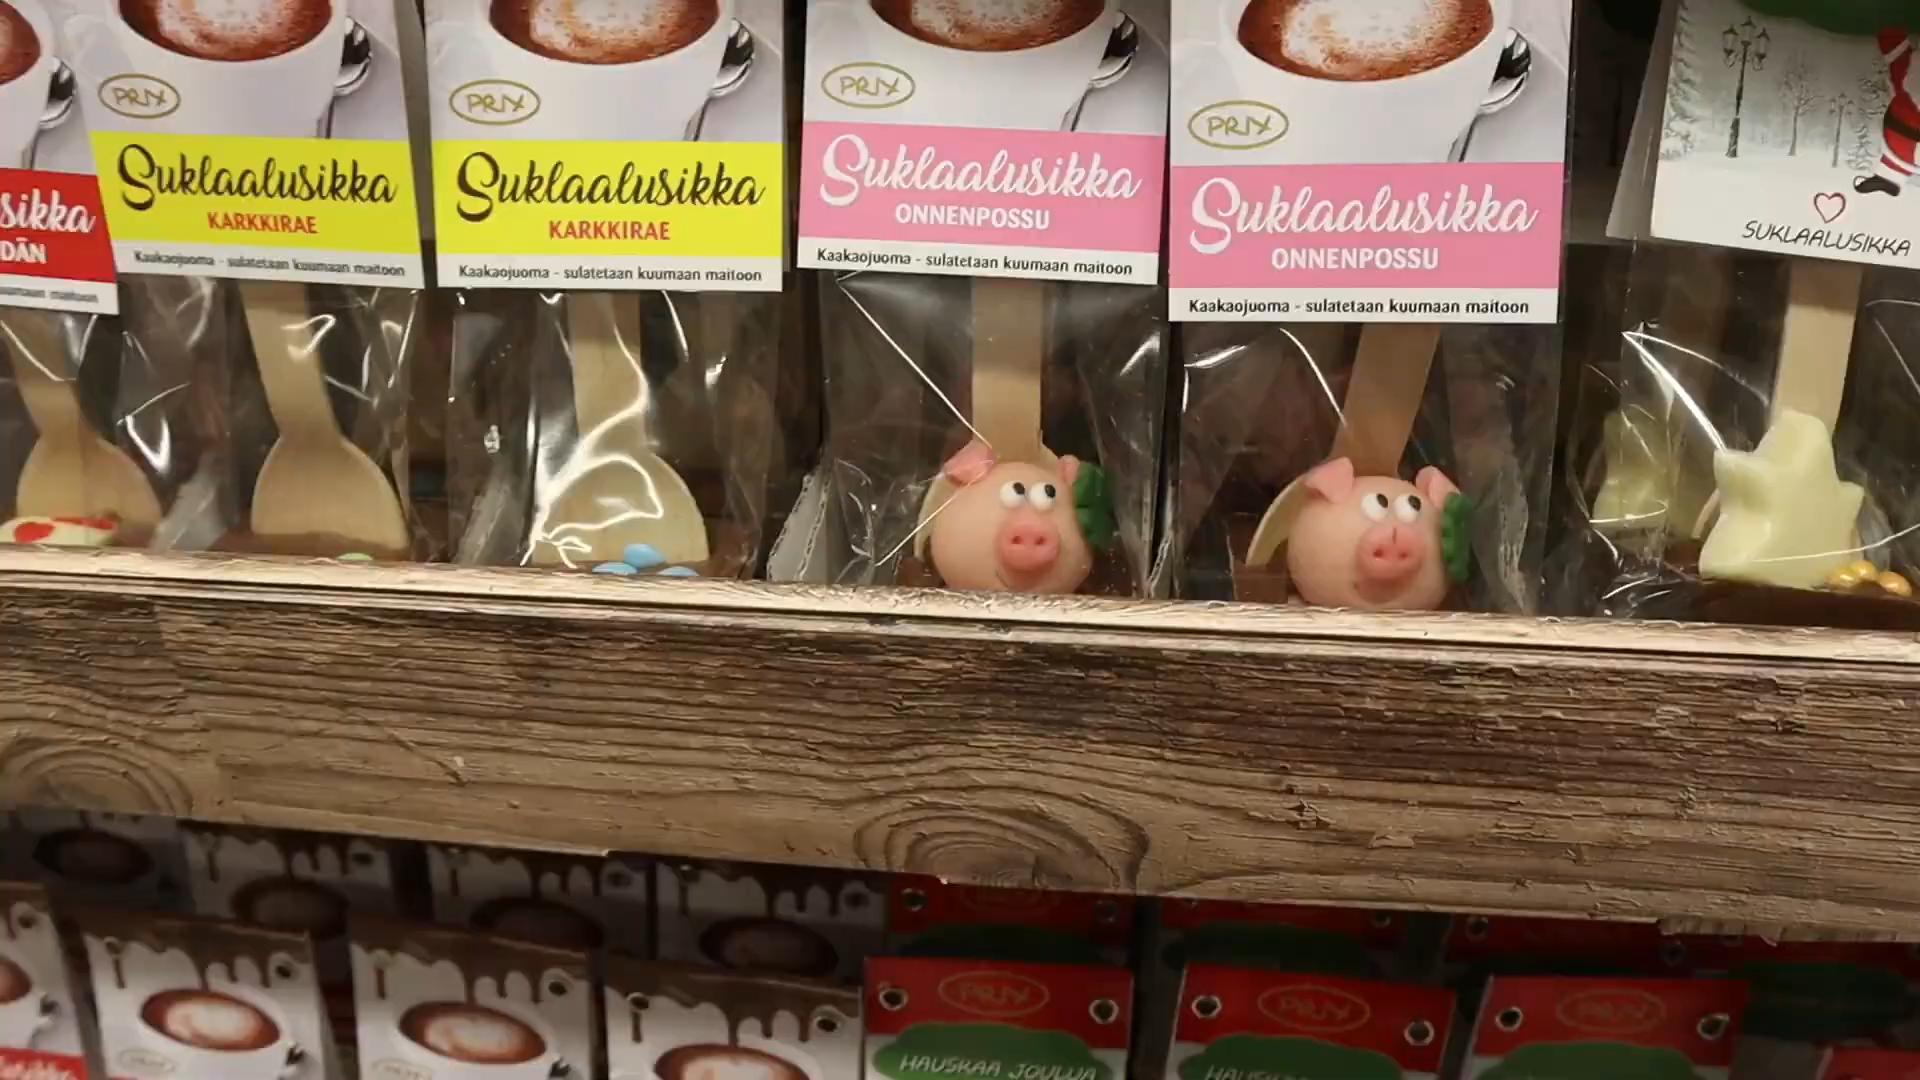 sikka
DÄN
PRIX
Suklaalusikka
KARKKIRAE
Kaakaojuoma - sulatetaan kuumaan maitoon
PRIX
Suklaalusikka
KARKKIRAE
Kaakaojuoma - sulatetaan kuumaan maitoon
PRIX
Suklaalusikka
ONNENPOSSU
Kaakaojuoma - sulatetaan kuumaan maitoon
PRIX
Suklaalusikka
ONNENPOSSU
Kaakaojuoma - sulatetaan kuumaan maitoon
SUKLAALUSIKKA
PRIX
HAUSKAA JOULUA
PRIX
PRIX